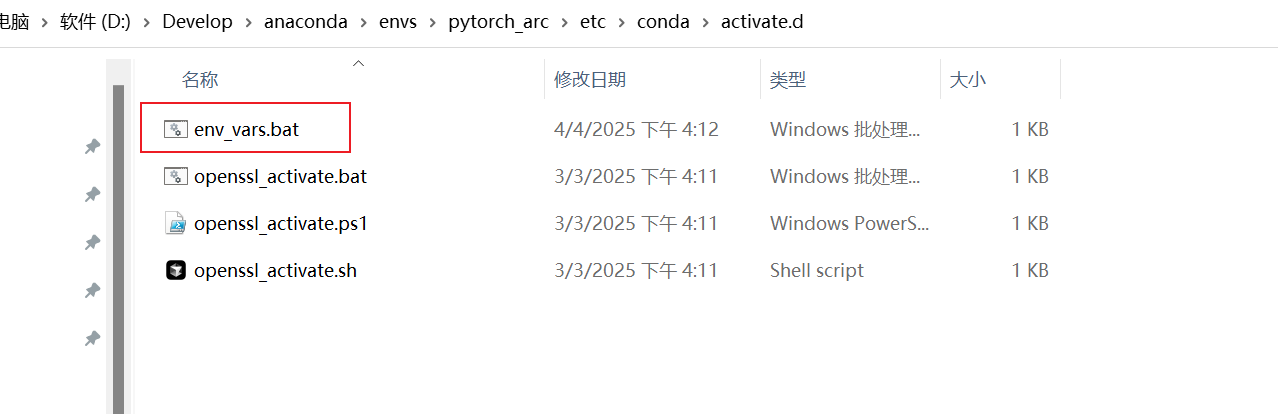 电脑 > 软件 (D:) > Develop > anaconda > envs > pytorch_arc > etc > conda > activate.d
名称 修改日期 类型 大小
env_vars.bat 4/4/2025 下午 4:12 Windows 批处理... 1 KB
openssl_activate.bat 3/3/2025 下午 4:11 Windows 批处理... 1 KB
openssl_activate.ps1 3/3/2025 下午 4:11 Windows PowerS... 1 KB
openssl_activate.sh 3/3/2025 下午 4:11 Shell script 1 KB